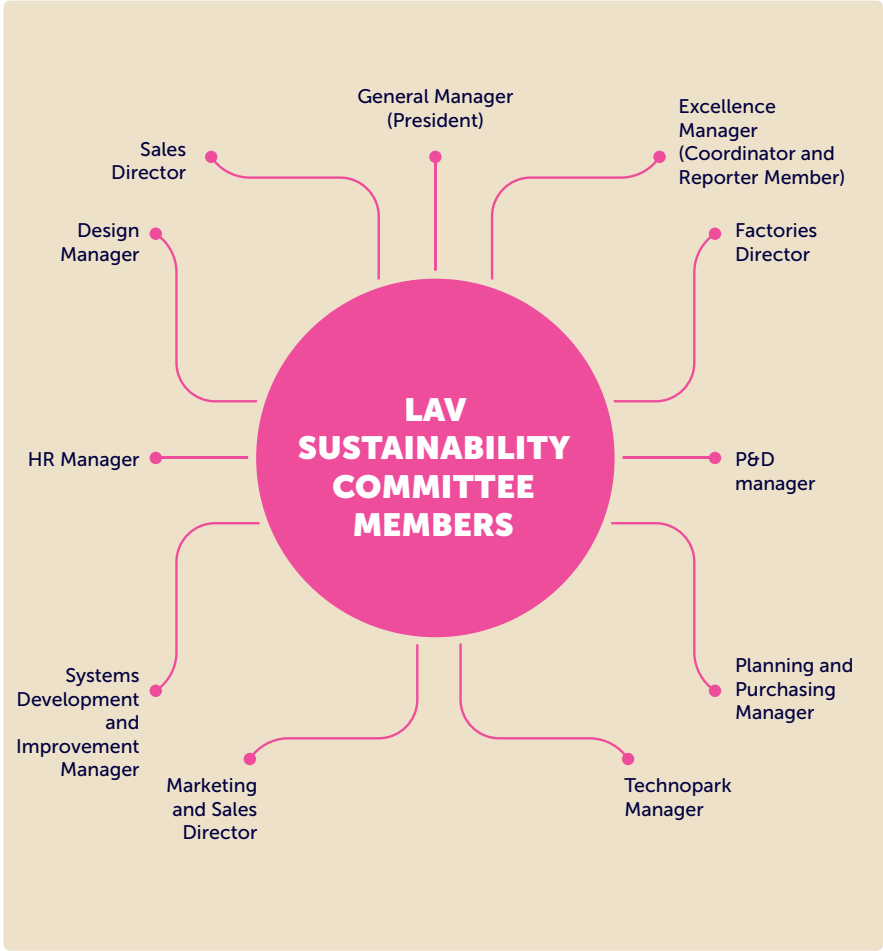 General Manager
(President)
Excellence
Manager
(Coordinator and
Reporter Member)
Sales
Director
Design
Manager
Factories
Director
LAV
SUSTAINABILITY
COMMITTEE
MEMBERS
HR Manager
P&D
manager
Systems
Development
and
Improvement
Manager
Planning and
Purchasing
Manager
Marketing
and Sales
Director
Technopark
Manager